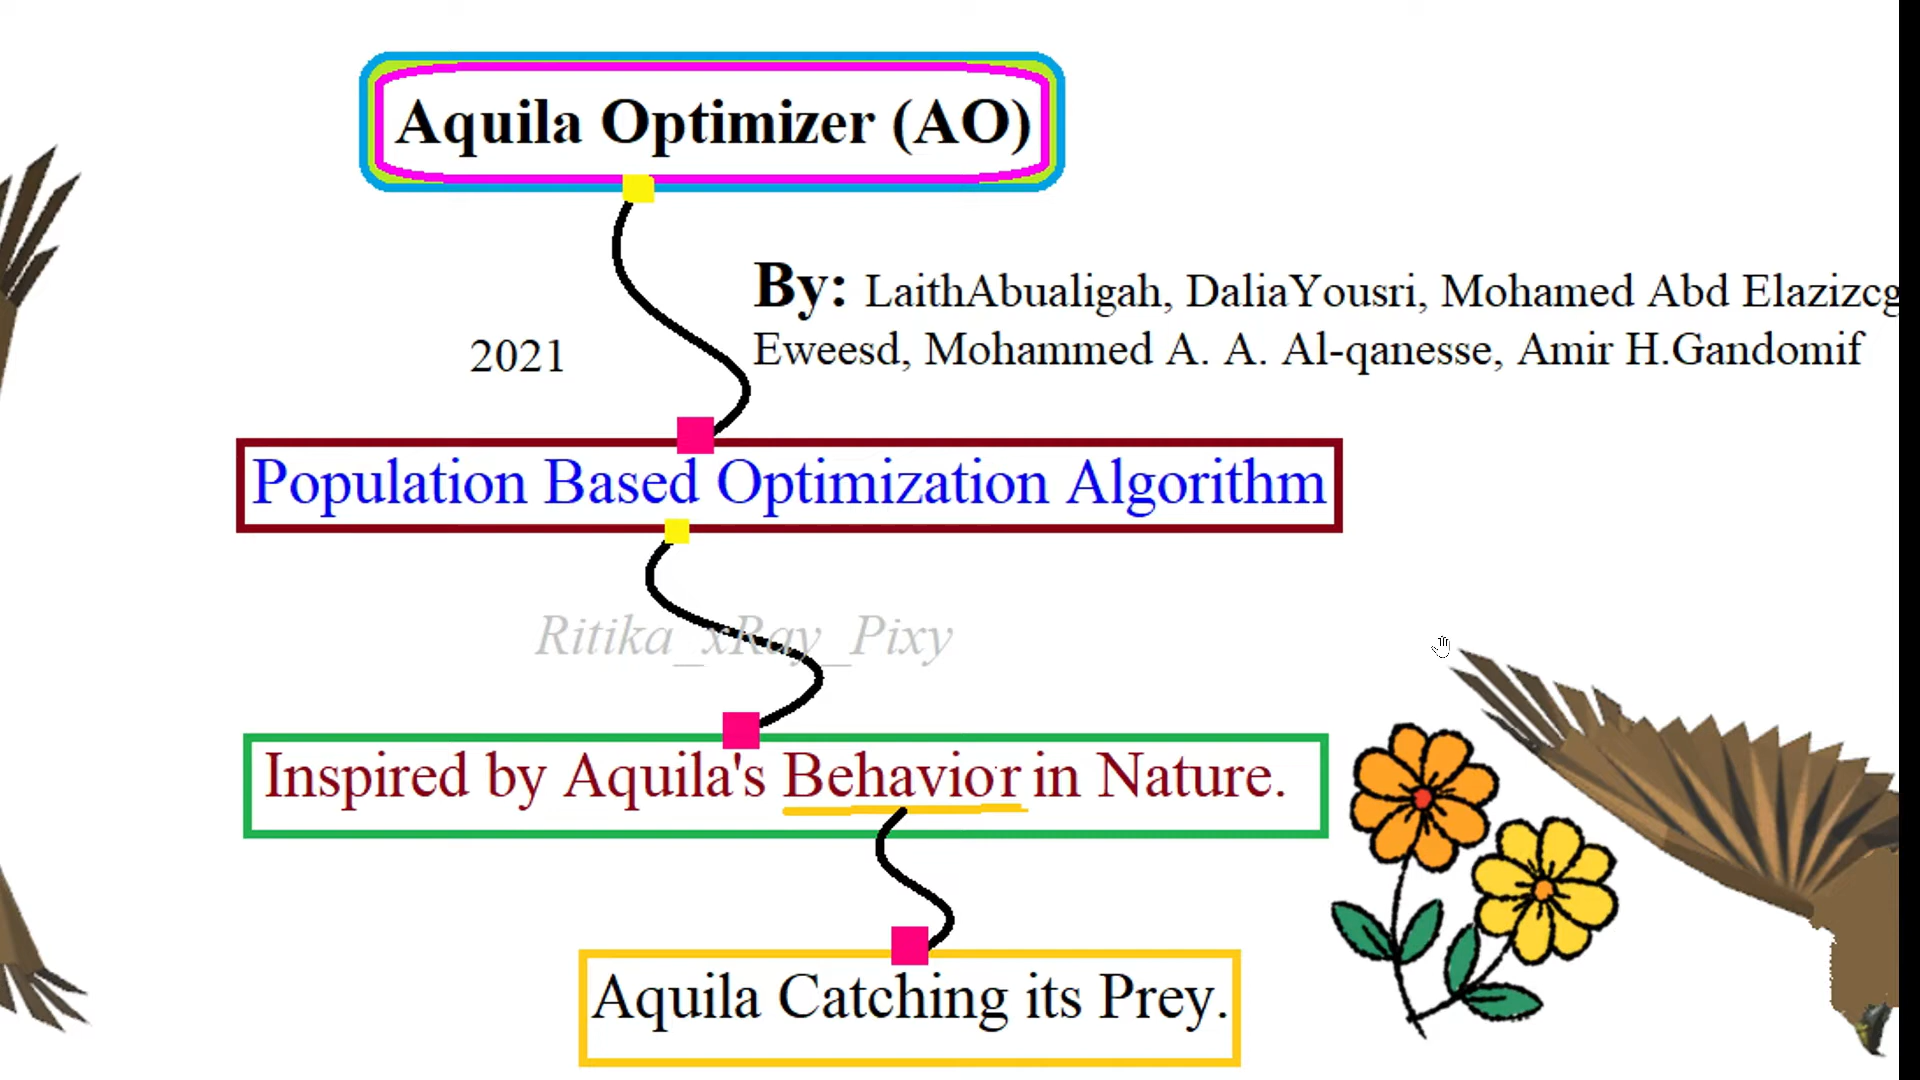 Aquila Optimizer (AO)
By: LaithAbualigah, DaliaYousri, Mohamed Abd Elazizcg
2021
Eweesd, Mohammed A. A. Al-qanesse, Amir H.Gandomif
Population Based Optimization Algorithm
Ritika_xRay_Pixy
Inspired by Aquila's Behavior in Nature.
Aquila Catching its Prey.